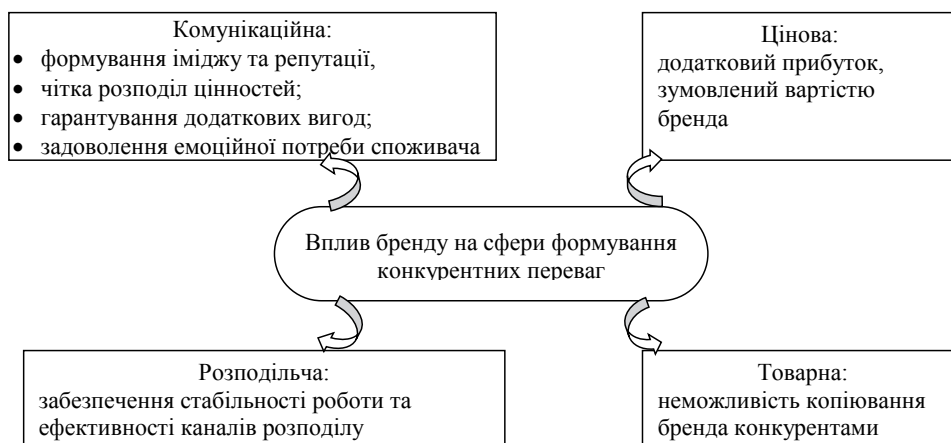 Комунікаційна:
• формування іміджу та репутації,
• чітка розподіл цінностей;
• гарантування додаткових вигод;
• задоволення емоційної потреби споживача
Цінова:
додатковий прибуток,
зумовлений вартістю
бренда
Вплив бренду на сфери формування
конкурентних переваг
Розподільча:
забезпечення стабільності роботи та
ефективності каналів розподілу
Товарна:
неможливість копіювання
бренда конкурентами